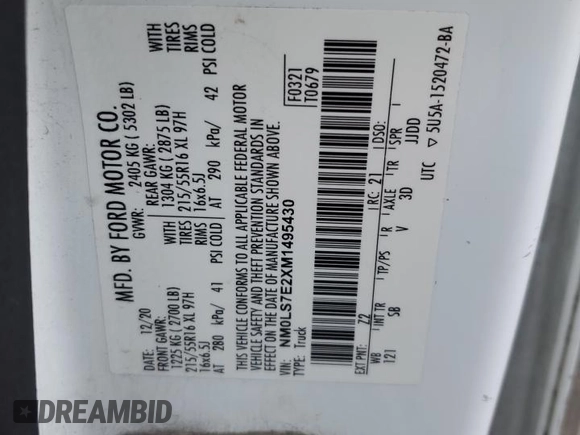 MFD. BY FORD MOTOR CO.
DATE: 12/20
GVWR: 2405 KG ( 5302 LB)
FRONT GAWR:
1225 KG ( 2700 LB)
215/55R16 XL 97H
16x6.5J
AT 280 kPa/ 41 PSI COLD
REAR GAWR:
1304 KG ( 2875 LB)
215/55R16 XL 97H
16x6.5J
AT 290 kPa/ 42 PSI COLD
WITH
TIRES
RIMS
WITH
TIRES
RIMS
THIS VEHICLE CONFORMS TO ALL APPLICABLE FEDERAL MOTOR
VEHICLE SAFETY AND THEFT PREVENTION STANDARDS IN
EFFECT ON THE DATE OF MANUFACTURE SHOWN ABOVE.
VIN: NM0LS7E2XM1495430
TYPE: Truck
F0321
T0679
EXT PNT: Z2 RC: 21 DSO:
WB INT TR TP/PS R AXLE TR SPR
121 SB V 3D JJDD
UTC ▽ 5U5A-1520472-BA
DREAMBID